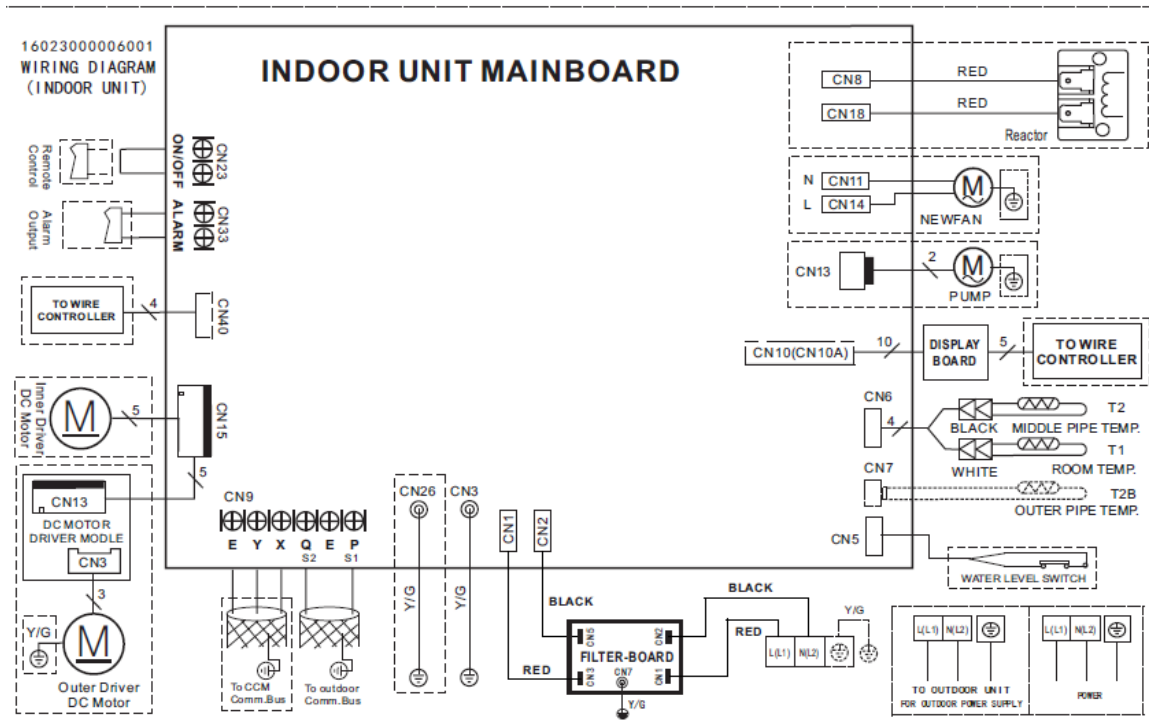 16023000006001
WIRING DIAGRAM
(INDOOR UNIT)
INDOOR UNIT MAINBOARD
Remote
Control
ON/OFF
CN23
Alarm
Output
ALARM
CN33
TO WIRE
CONTROLLER
4
CN40
Inner Driver
DC Motor
M
5
CN15
5
CN13
DC MOTOR
DRIVER MODLE
CN3
3
Y/G
M
Outer Driver
DC Motor
CN9
E Y X Q E P
S2 S1
To CCM
Comm.Bus
To outdoor
Comm.Bus
CN26
Y/G
CN3
Y/G
CN1
CN2
BLACK
RED
CN5
CN2
FILTER-BOARD
CN3
CN7
CN1
Y/G
BLACK
RED
Y/G
L(L1) N(L2)
CN8
RED
CN18
RED
Reactor
N CN11
L CN14
M
NEWFAN
CN13
2
M
PUMP
CN10(CN10A)
10
DISPLAY
BOARD
5
TO WIRE
CONTROLLER
CN6
4
T2
BLACK MIDDLE PIPE TEMP.
T1
WHITE ROOM TEMP.
CN7
T2B
OUTER PIPE TEMP.
CN5
WATER LEVEL SWITCH
L(L1) N(L2)
TO OUTDOOR UNIT
FOR OUTDOOR POWER SUPPLY
L(L1) N(L2)
POWER